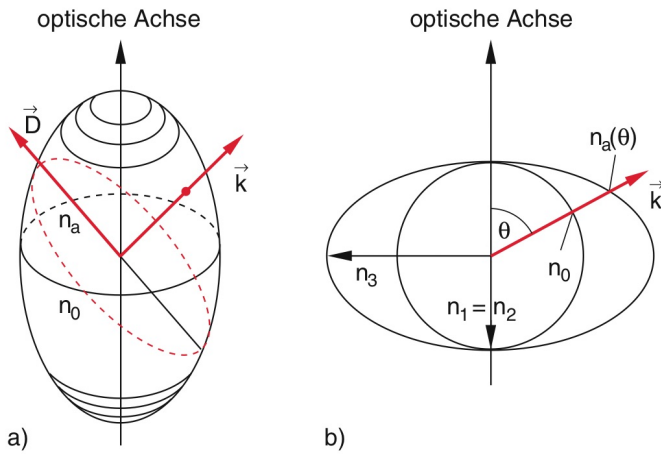 optische Achse
D
k
n_a
n_0
a)
optische Achse
n_a(θ)
k
θ
n_0
n_3
n_1 = n_2
b)